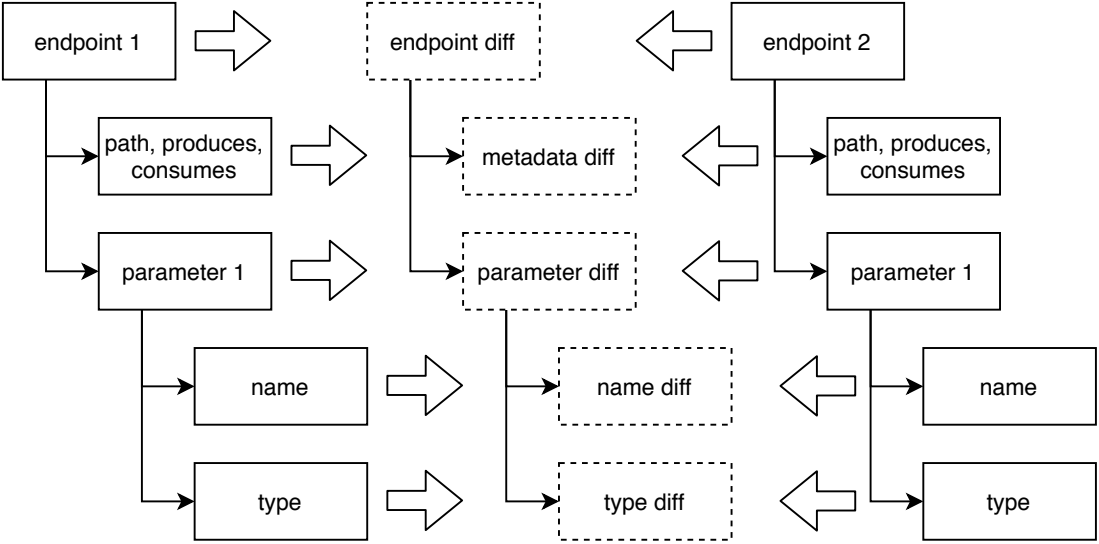 endpoint 1
endpoint diff
endpoint 2
path, produces,
consumes
metadata diff
path, produces,
consumes
parameter 1
parameter diff
parameter 1
name
name diff
name
type
type diff
type